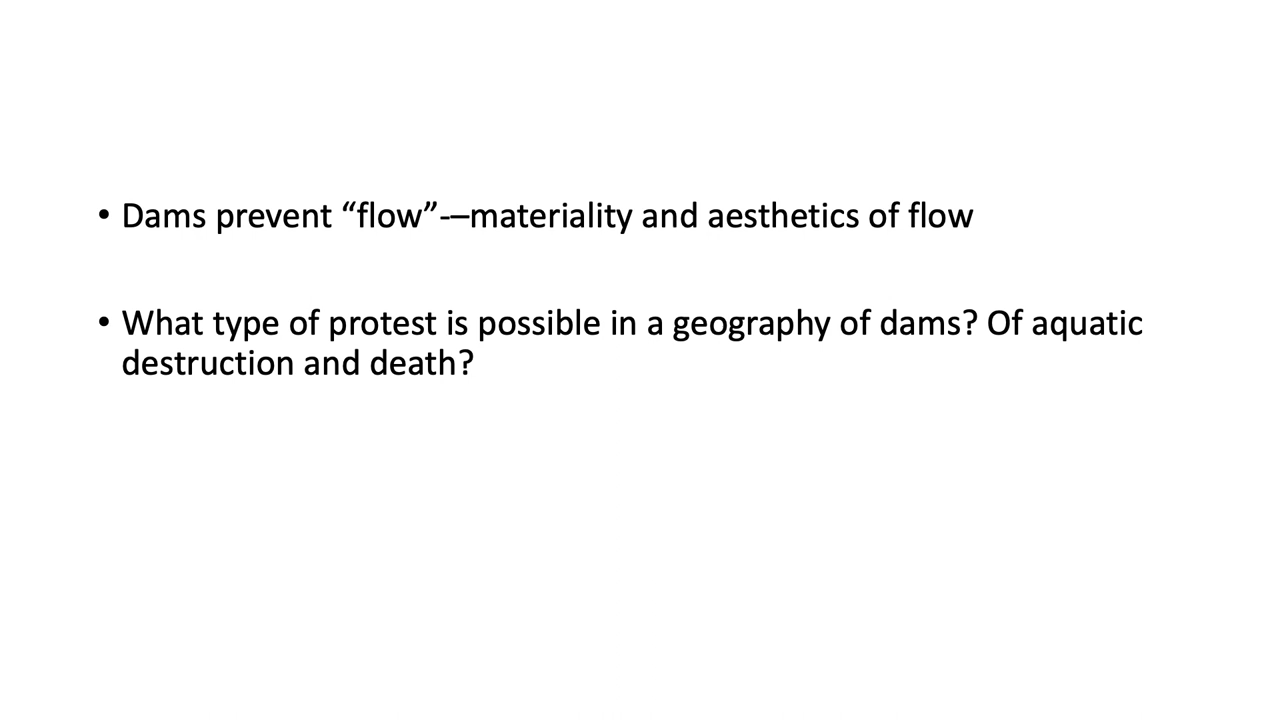 • Dams prevent “flow”-–materiality and aesthetics of flow
• What type of protest is possible in a geography of dams? Of aquatic
destruction and death?